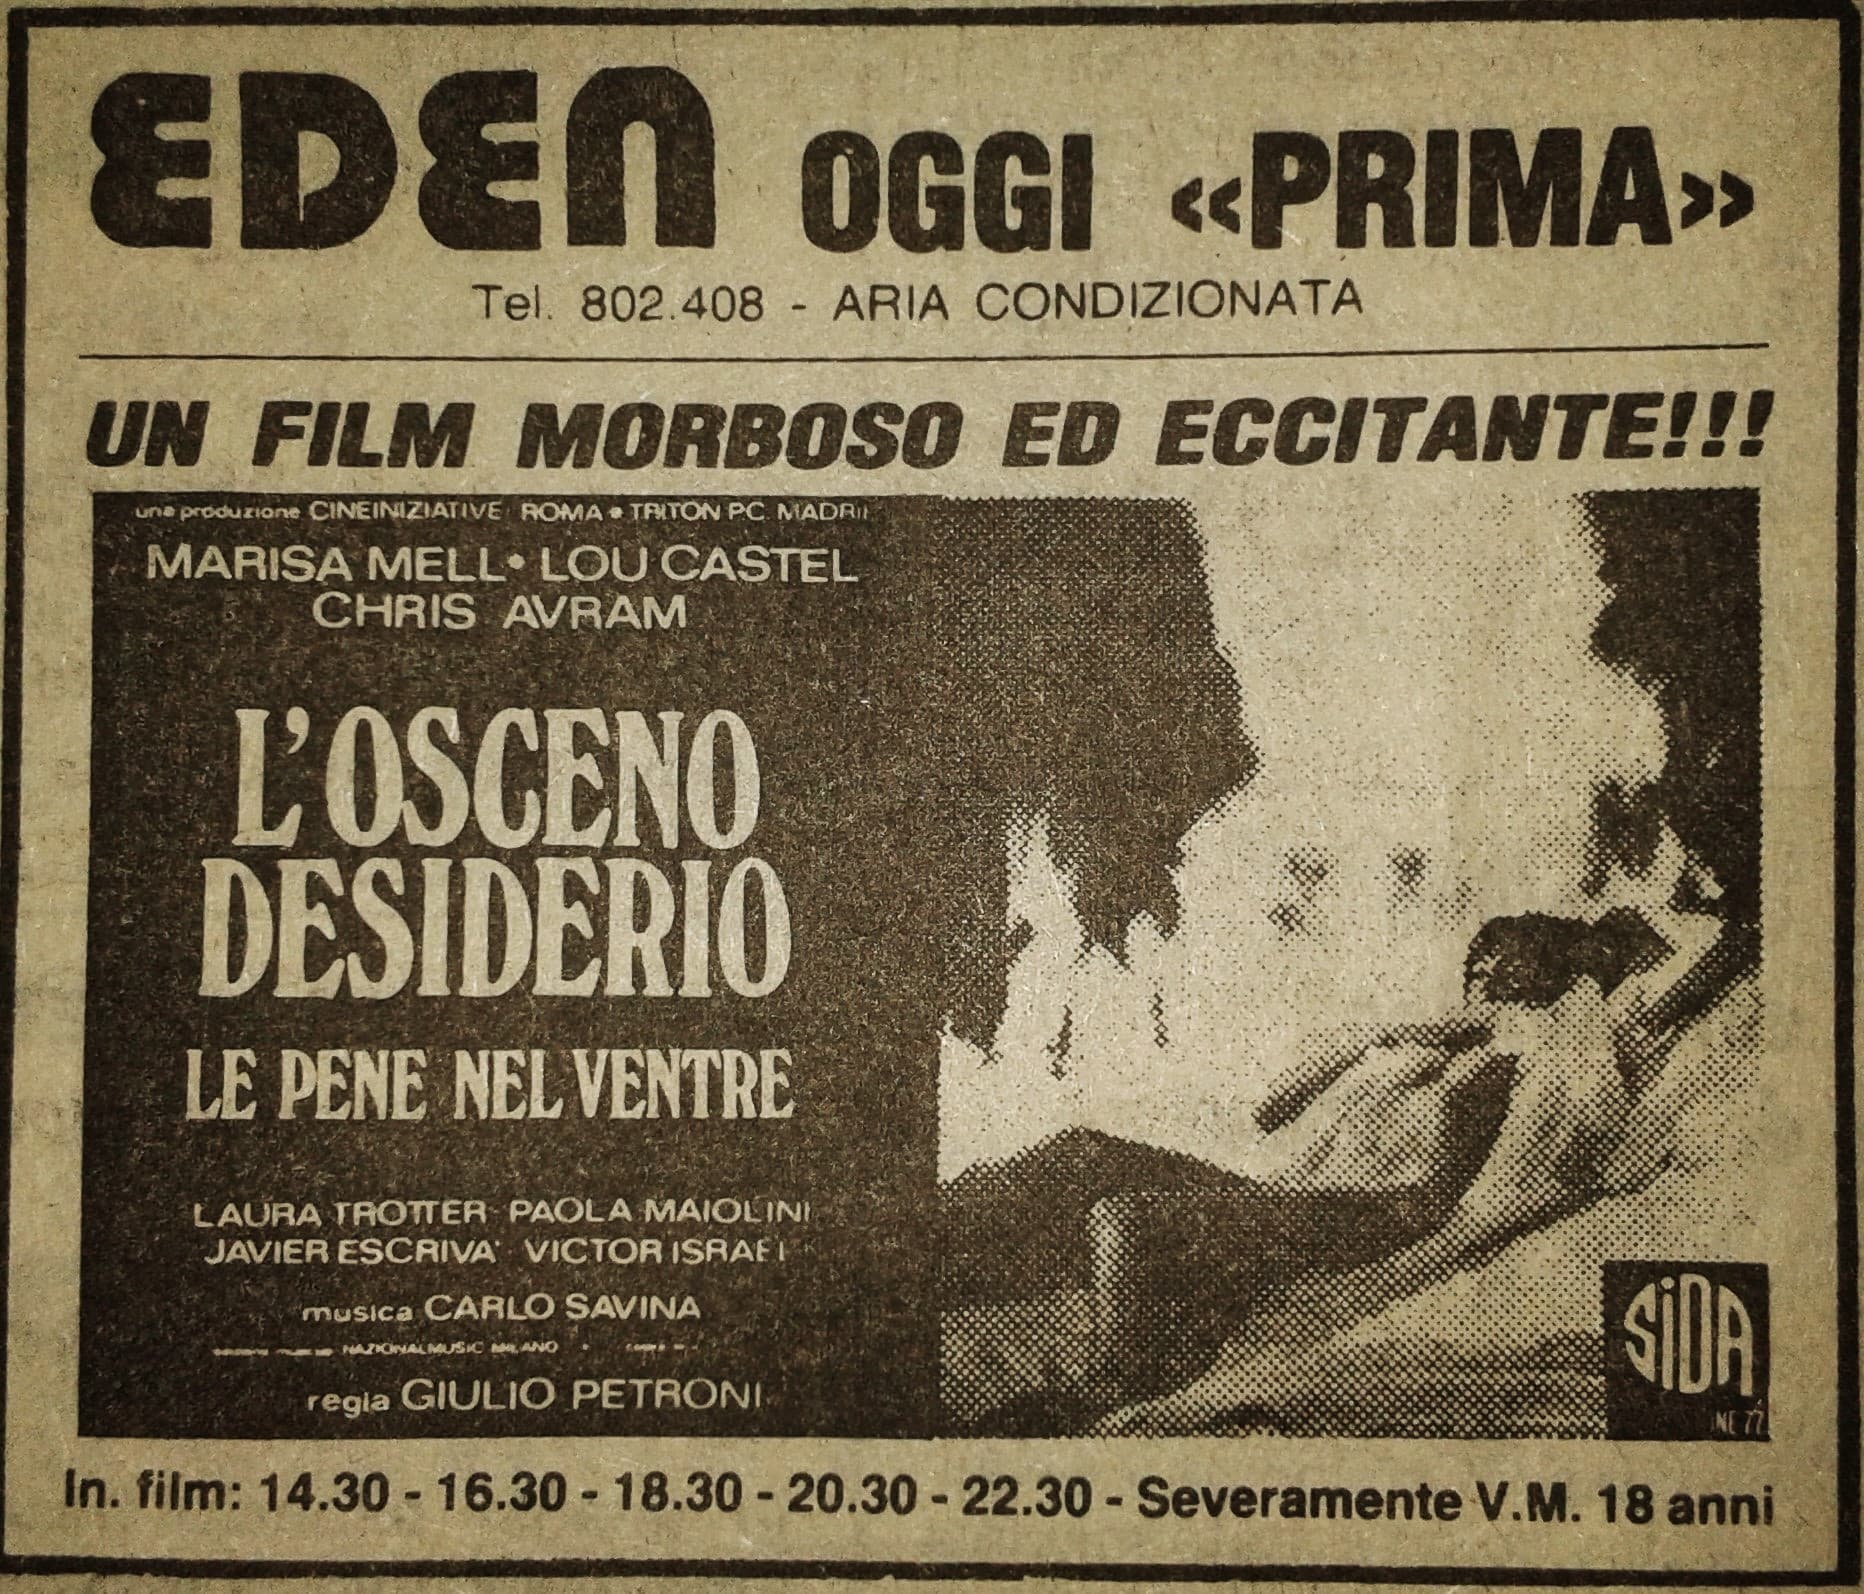 EDEN OGGI «PRIMA»
Tel. 802.408 - ARIA CONDIZIONATA
UN FILM MORBOSO ED ECCITANTE!!!
una produzione CINEINIZIATIVE ROMA • TRITON P.C. MADRI
MARISA MELL • LOU CASTEL
CHRIS AVRAM
L'OSCENO
DESIDERIO
LE PENE NEL VENTRE
LAURA TROTTER PAOLA MAIOLINI
JAVIER ESCRIVA' VICTOR ISRAEL
musica CARLO SAVINA
NAZIONALMUSIC MILANO
regia GIULIO PETRONI
SIDA
77
In. film: 14.30 - 16.30 - 18.30 - 20.30 - 22.30 - Severamente V.M. 18 anni